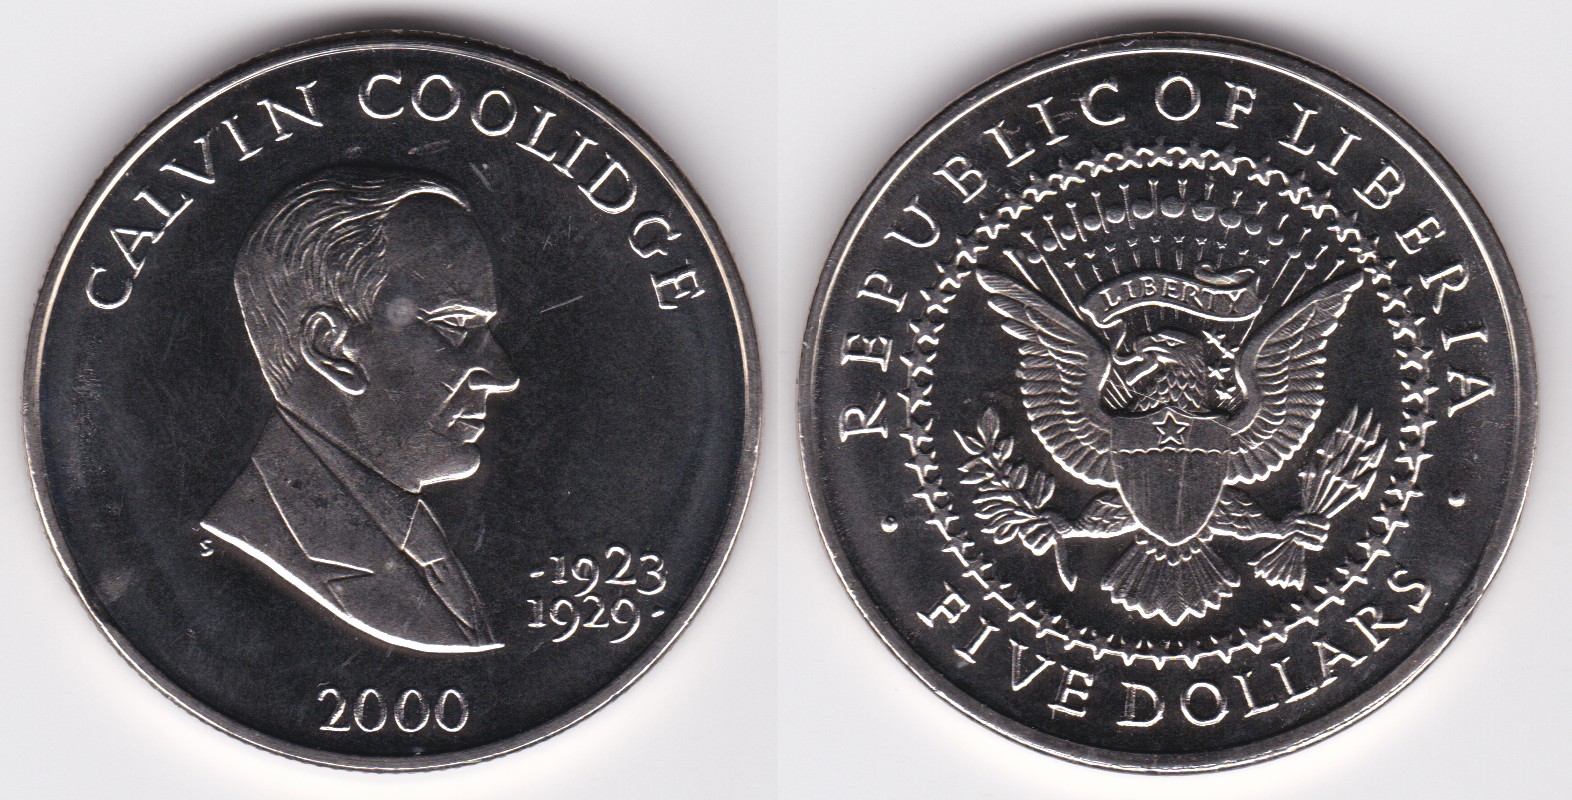 CALVIN COOLIDGE
S
-1923
1929-
2000
REPUBLIC OF LIBERIA
LIBERTY
• FIVE DOLLARS •